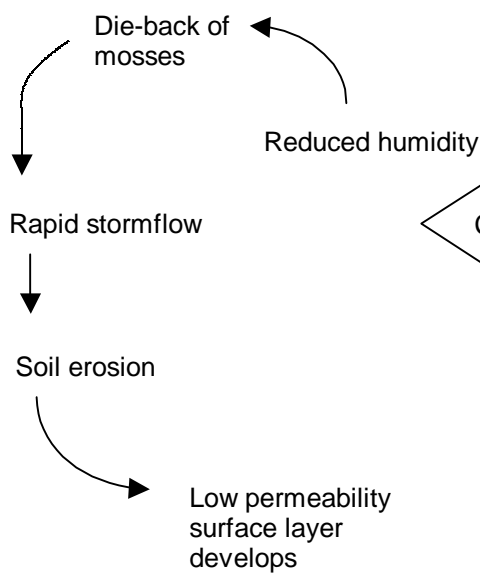 Die-back of
mosses
Reduced humidity
Rapid stormflow
Soil erosion
Low permeability
surface layer
develops